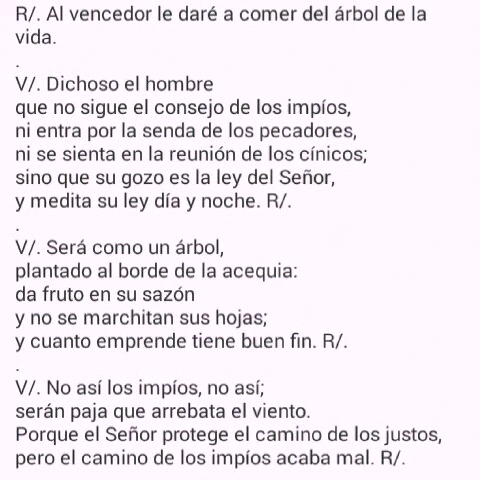 R/. Al vencedor le daré a comer del árbol de la
vida.
.
V/. Dichoso el hombre
que no sigue el consejo de los impíos,
ni entra por la senda de los pecadores,
ni se sienta en la reunión de los cínicos;
sino que su gozo es la ley del Señor,
y medita su ley día y noche. R/.
.
V/. Será como un árbol,
plantado al borde de la acequia:
da fruto en su sazón
y no se marchitan sus hojas;
y cuanto emprende tiene buen fin. R/.
.
V/. No así los impíos, no así;
serán paja que arrebata el viento.
Porque el Señor protege el camino de los justos,
pero el camino de los impíos acaba mal. R/.